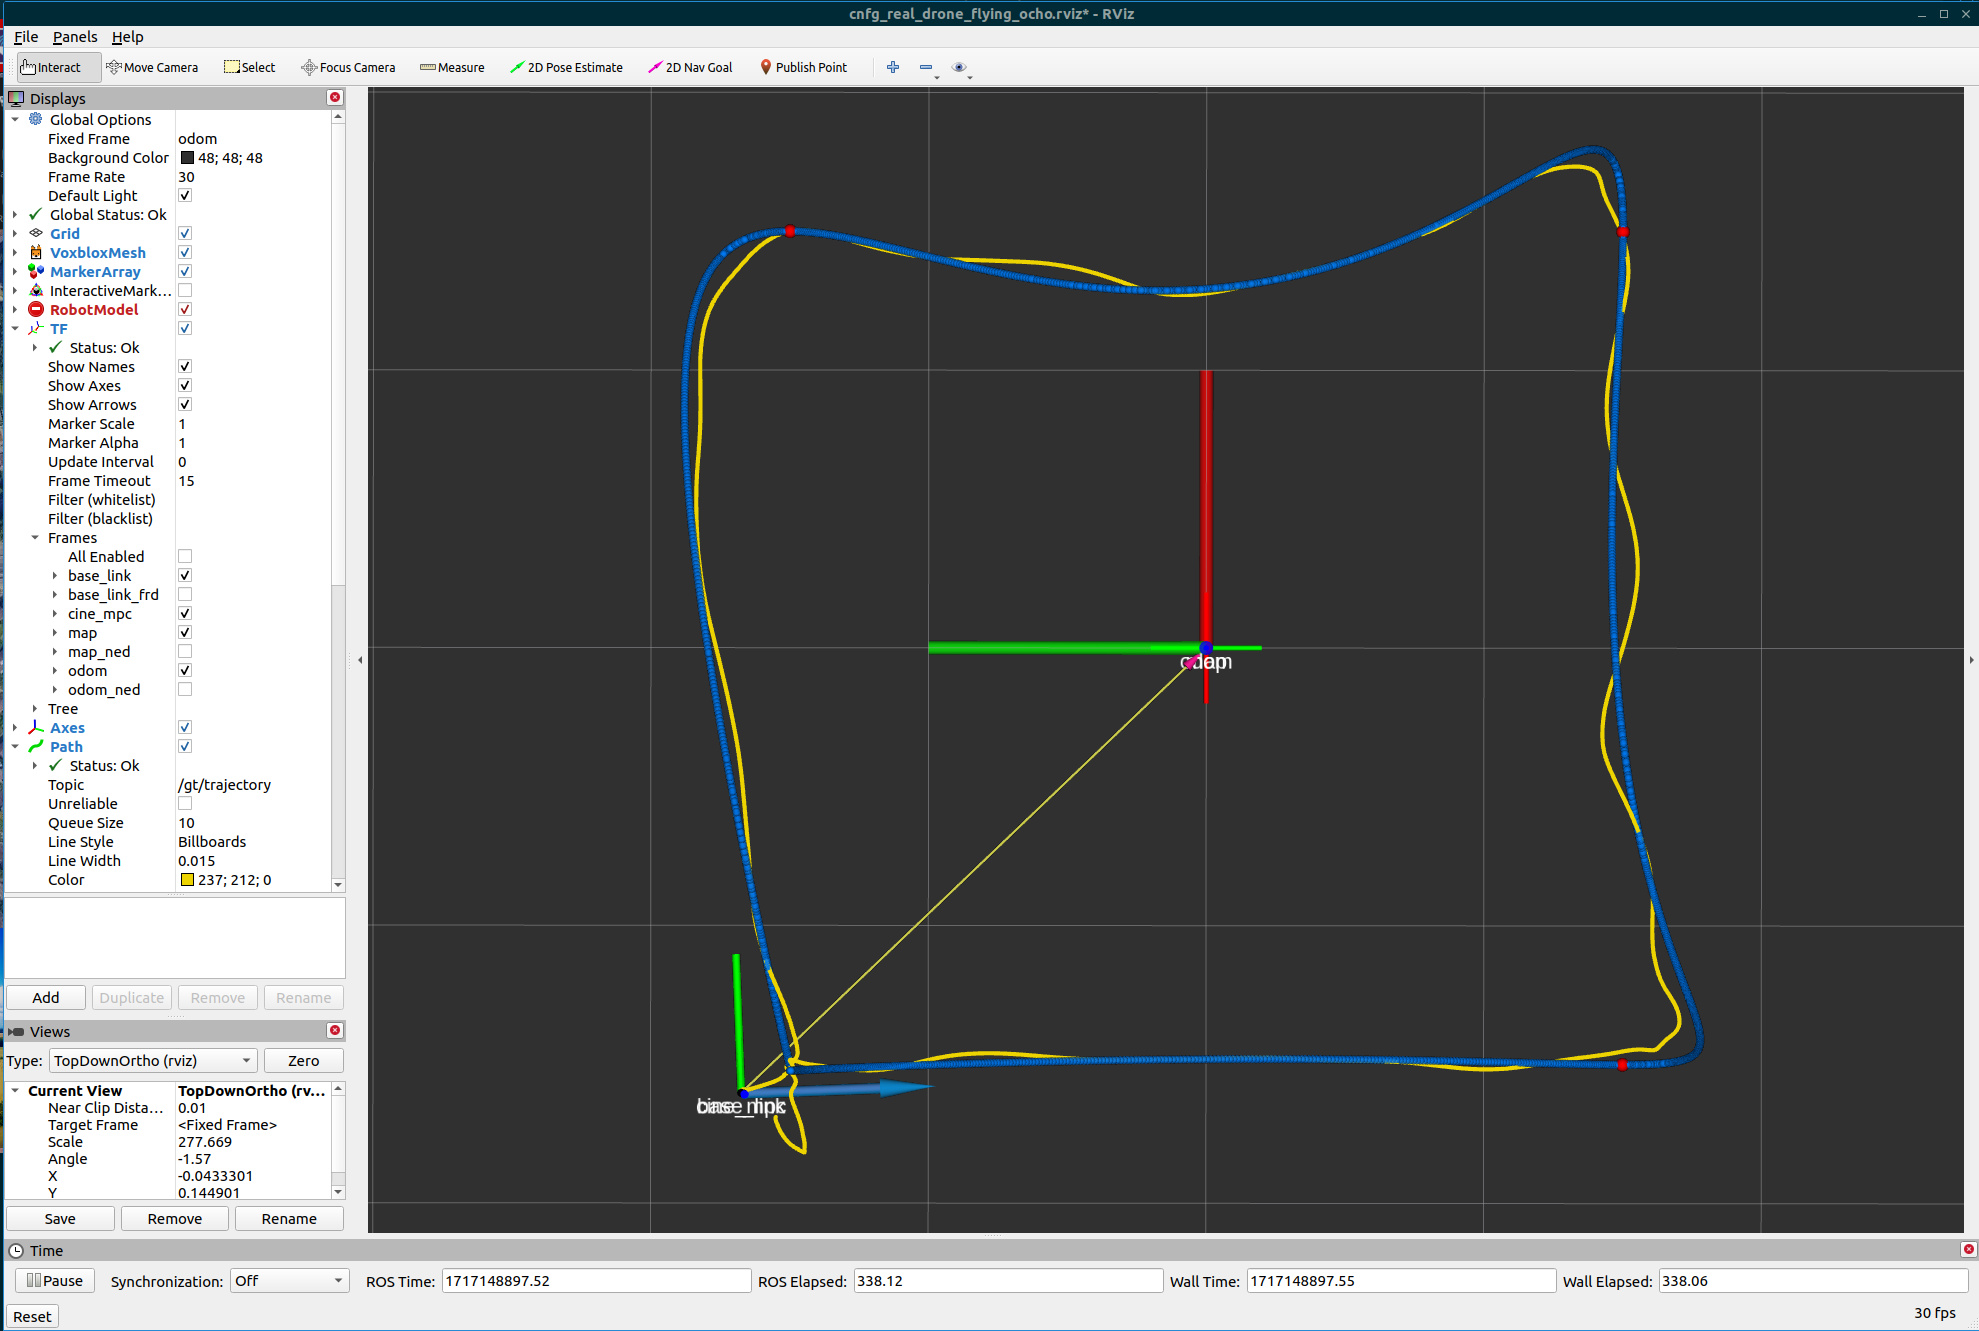 cnfg_real_drone_flying_ocho.rviz* - RViz
File Panels Help
Interact Move Camera Select Focus Camera Measure 2D Pose Estimate 2D Nav Goal Publish Point
Displays
Global Options
Fixed Frame odom
Background Color 48; 48; 48
Frame Rate 30
Default Light
Global Status: Ok
Grid
VoxbloxMesh
MarkerArray
InteractiveMark...
RobotModel
TF
Status: Ok
Show Names
Show Axes
Show Arrows
Marker Scale 1
Marker Alpha 1
Update Interval 0
Frame Timeout 15
Filter (whitelist)
Filter (blacklist)
Frames
All Enabled
base_link
base_link_frd
cine_mpc
map
map_ned
odom
odom_ned
Tree
Axes
Path
Status: Ok
Topic /gt/trajectory
Unreliable
Queue Size 10
Line Style Billboards
Line Width 0.015
Color 237; 212; 0
Add Duplicate Remove Rename
Views
Type: TopDownOrtho (rviz) Zero
Current View TopDownOrtho (rv...
Near Clip Dista... 0.01
Target Frame <Fixed Frame>
Scale 277.669
Angle -1.57
X -0.0433301
Y 0.144901
Save Remove Rename
Time
Pause Synchronization: Off ROS Time: 1717148897.52 ROS Elapsed: 338.12 Wall Time: 1717148897.55 Wall Elapsed: 338.06
Reset 30 fps